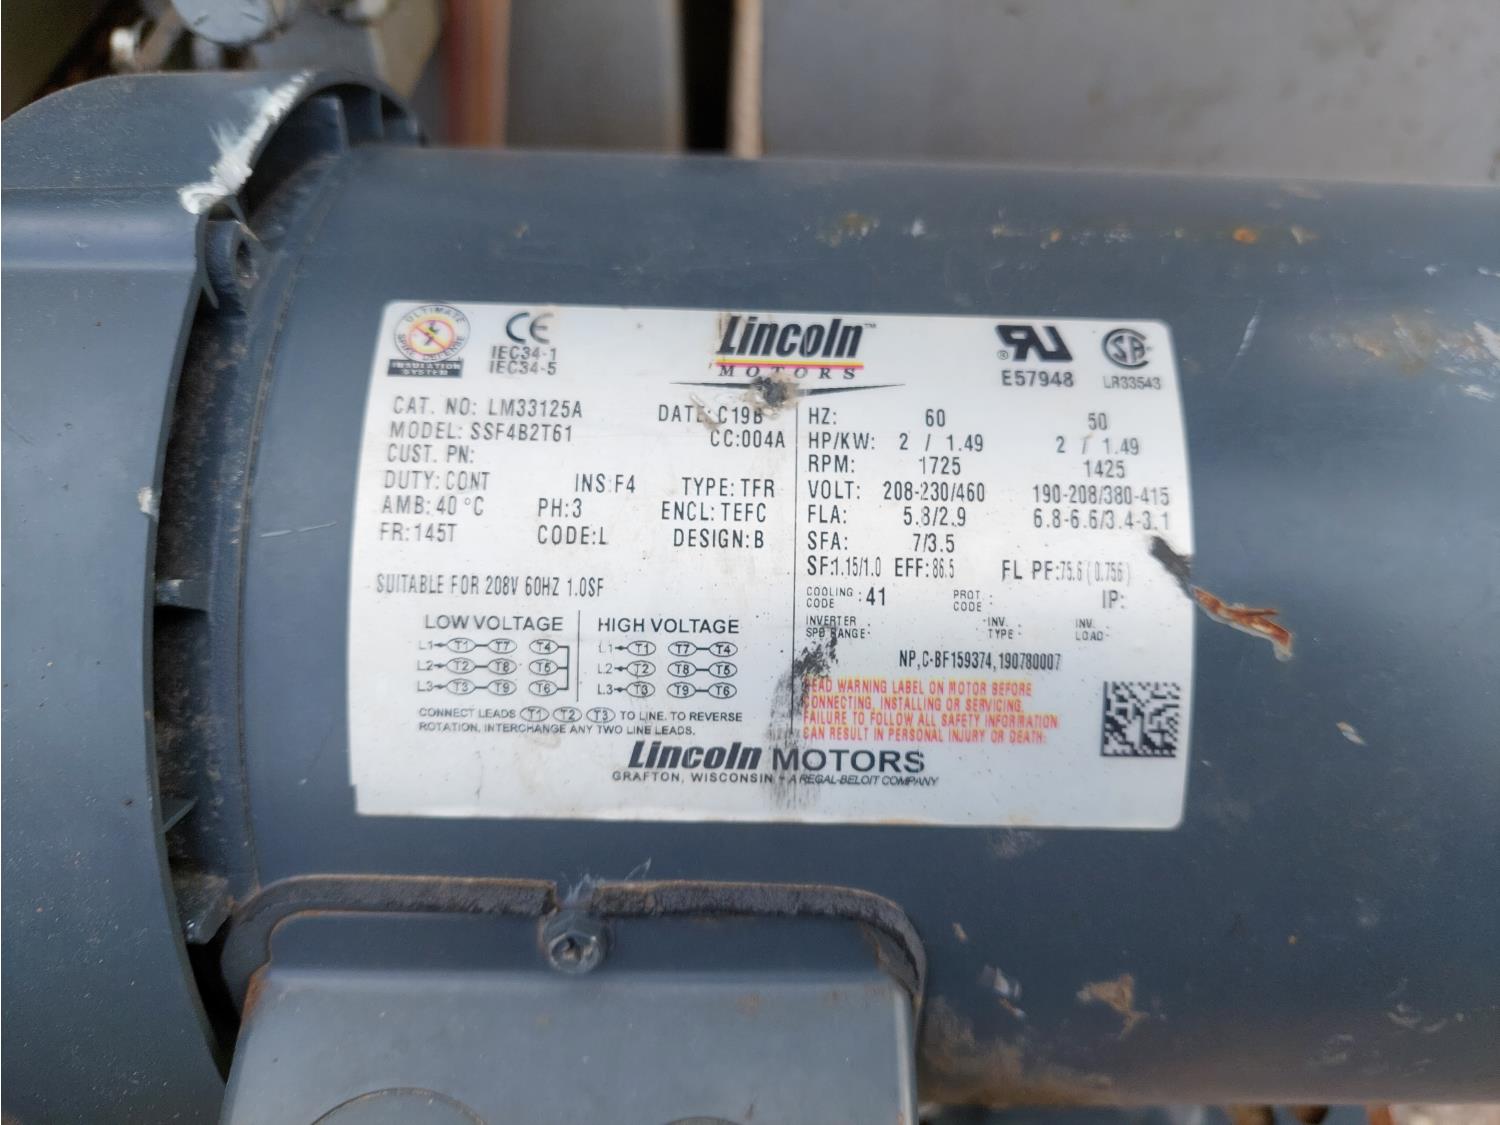 ULTIMATE
SPIKE DEFENSE
INSULATION
SYSTEM
CE
IEC34-1
IEC34-5
Lincoln™
MOTORS
®
E57948
LR33543
CAT. NO: LM33125A
MODEL: SSF4B2T61
CUST. PN:
DUTY: CONT INS:F4 TYPE: TFR
AMB: 40 °C PH:3 ENCL: TEFC
FR: 145T CODE:L DESIGN: B
DATE: C19B
CC:004A
SUITABLE FOR 208V 60HZ 1.0SF
HZ: 60 50
HP/KW: 2 / 1.49 2 / 1.49
RPM: 1725 1425
VOLT: 208-230/460 190-208/380-415
FLA: 5.8/2.9 6.8-6.6/3.4-3.1
SFA: 7/3.5
SF:1.15/1.0 EFF:86.5 FL PF:75.6 (0.756)
COOLING CODE : 41 PROT. CODE : IP:
INVERTER SPD RANGE: INV. TYPE - INV. LOAD-
NP,C-BF159374,190780007
LOW VOLTAGE
L1 T1 T7 T4
L2 T2 T8 T5
L3 T3 T9 T6
HIGH VOLTAGE
L1 T1 T7 T4
L2 T2 T8 T5
L3 T3 T9 T6
CONNECT LEADS T1 T2 T3 TO LINE. TO REVERSE
ROTATION, INTERCHANGE ANY TWO LINE LEADS.
READ WARNING LABEL ON MOTOR BEFORE
CONNECTING, INSTALLING OR SERVICING.
FAILURE TO FOLLOW ALL SAFETY INFORMATION
CAN RESULT IN PERSONAL INJURY OR DEATH.
Lincoln MOTORS
GRAFTON, WISCONSIN - A REGAL-BELOIT COMPANY